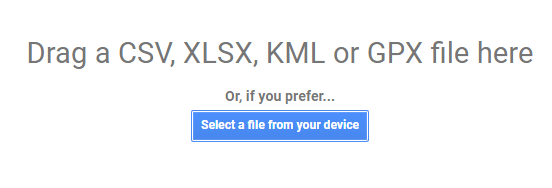 Drag a CSV, XLSX, KML or GPX file here
Or, if you prefer...
Select a file from your device